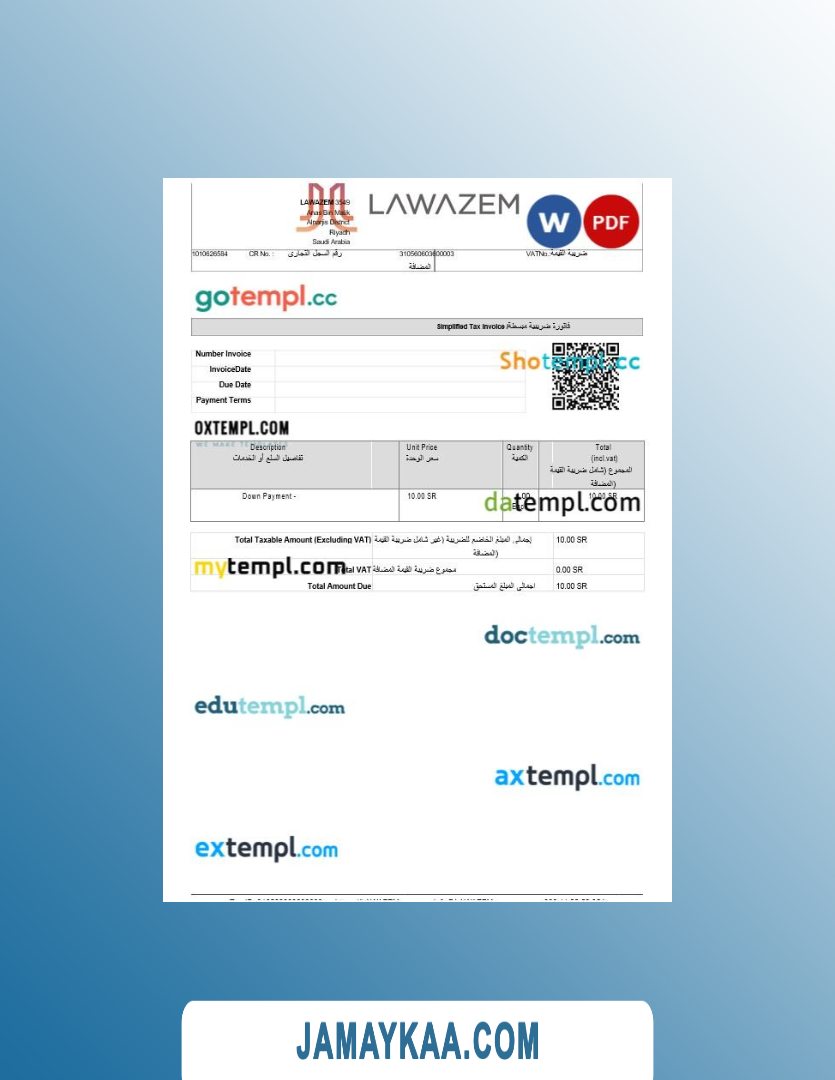 LAWAZEM
W
PDF
LAWAZEM 3549
Anas Bin Malik
District
Riyadh
Saudi Arabia
1010626584 CR No. : رقم السجل التجاري 310560603600003 VATNo.: ضريبة القيمة
المضافة
gotempl.cc
Simplified Tax Invoice / فاتورة ضريبية مبسطة
Number Invoice
InvoiceDate
Due Date
Payment Terms
Shotempl.cc
OXTEMPL.COM
WE MAKE TEMPLATES
Description Unit Price Quantity Total
(incl.vat)
تفاصيل السلع أو الخدمات سعر الوحدة الكمية المجموع (شامل ضريبة القيمة
المضافة)
Down Payment - 10.00 SR 1.00 10.00 SR
datempl.com
Total Taxable Amount (Excluding VAT) إجمالي المبلغ الخاضع للضريبة (غير شامل ضريبة القيمة 10.00 SR
المضافة)
mytempl.com
Total VAT مجموع ضريبة القيمة المضافة 0.00 SR
Total Amount Due اجمالي المبلغ المستحق 10.00 SR
doctempl.com
edutempl.com
axtempl.com
extempl.com
JAMAYKAA.COM